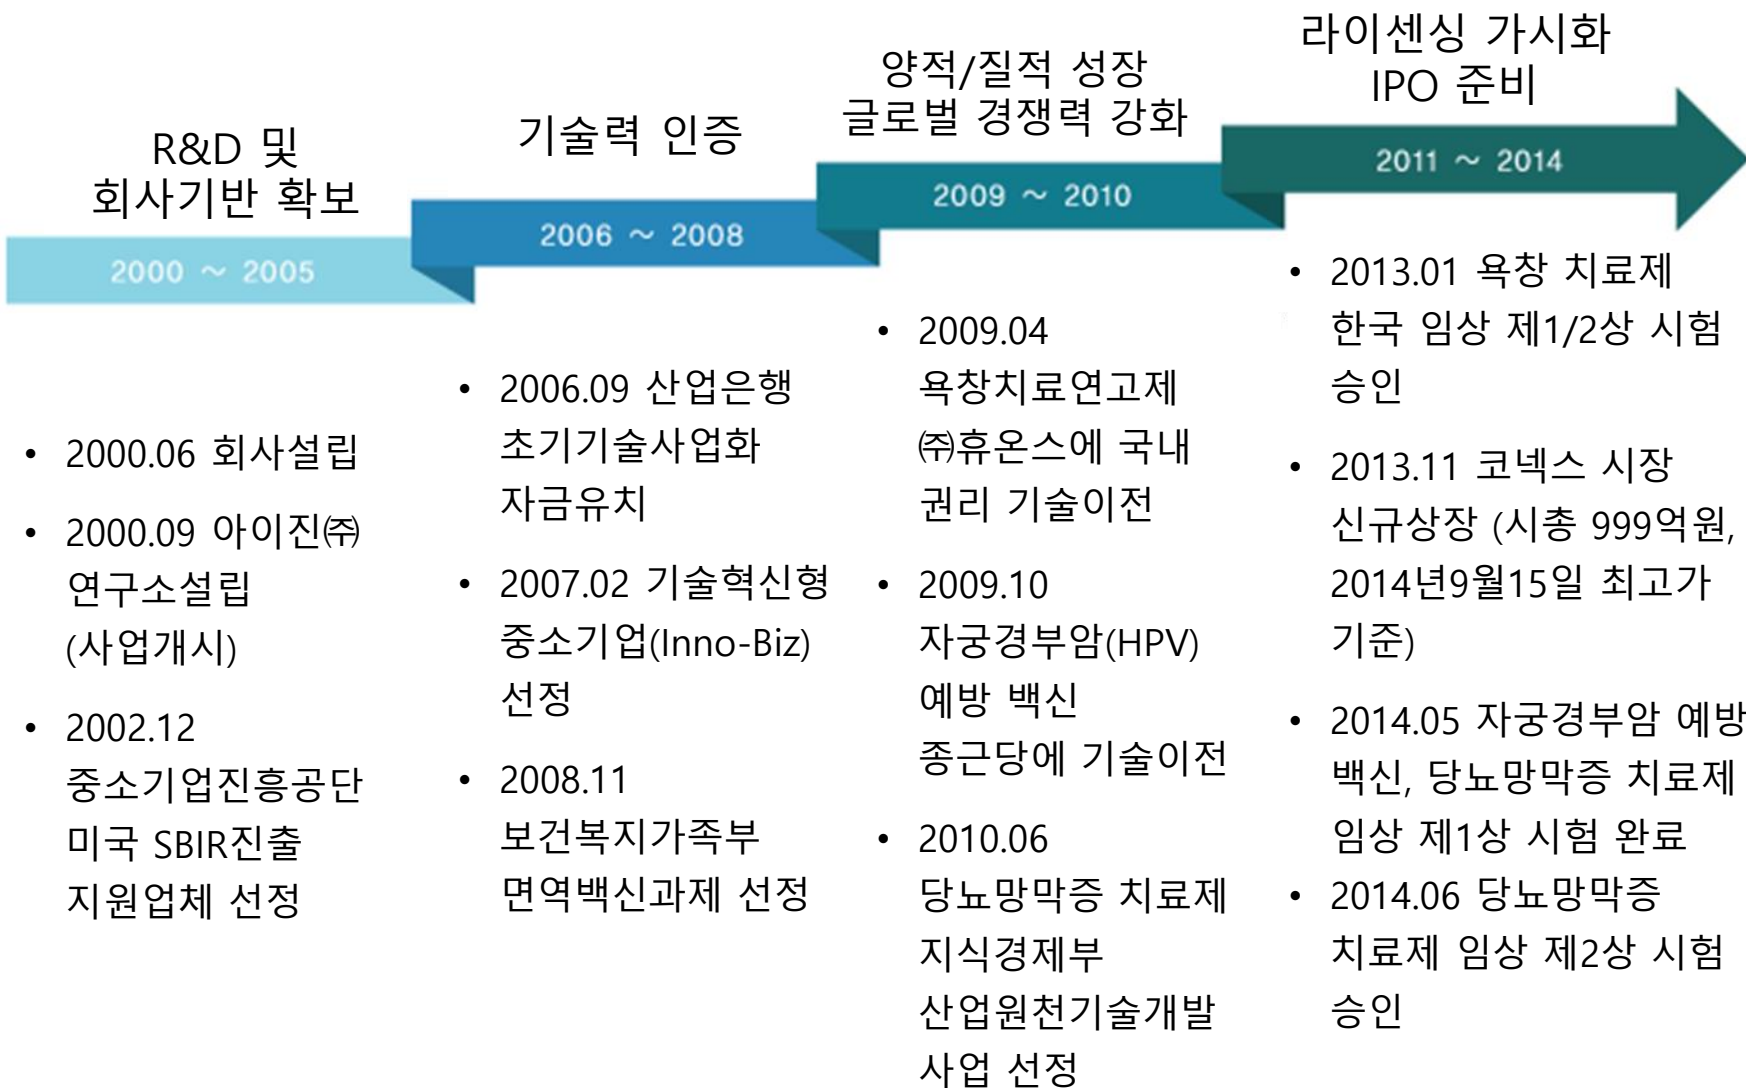 R&D 및
회사기반 확보
2000 ~ 2005
• 2000.06 회사설립
• 2000.09 아이진㈜
연구소설립
(사업개시)
• 2002.12
중소기업진흥공단
미국 SBIR진출
지원업체 선정
기술력 인증
2006 ~ 2008
• 2006.09 산업은행
초기기술사업화
자금유치
• 2007.02 기술혁신형
중소기업(Inno-Biz)
선정
• 2008.11
보건복지가족부
면역백신과제 선정
양적/질적 성장
글로벌 경쟁력 강화
2009 ~ 2010
• 2009.04
욕창치료연고제
㈜휴온스에 국내
권리 기술이전
• 2009.10
자궁경부암(HPV)
예방 백신
종근당에 기술이전
• 2010.06
당뇨망막증 치료제
지식경제부
산업원천기술개발
사업 선정
라이센싱 가시화
IPO 준비
2011 ~ 2014
• 2013.01 욕창 치료제
한국 임상 제1/2상 시험
승인
• 2013.11 코넥스 시장
신규상장 (시총 999억원,
2014년9월15일 최고가
기준)
• 2014.05 자궁경부암 예방
백신, 당뇨망막증 치료제
임상 제1상 시험 완료
• 2014.06 당뇨망막증
치료제 임상 제2상 시험
승인